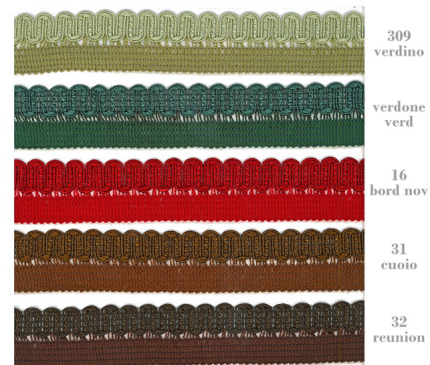 309
verdino
verdone
verd
16
bord nov
31
cuoio
32
reunion